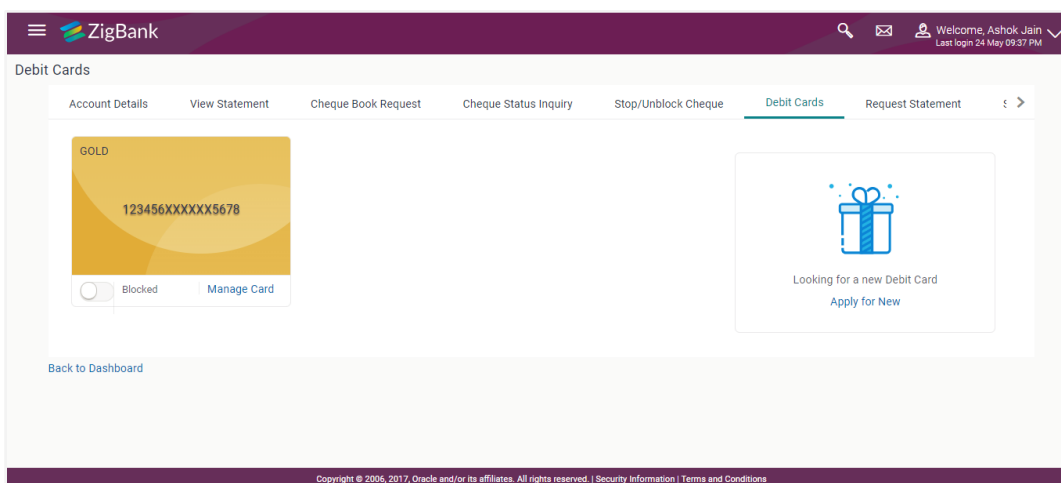 ZigBank
Welcome, Ashok Jain
Last login 24 May 09:37 PM
Debit Cards
Account Details View Statement Cheque Book Request Cheque Status Inquiry Stop/Unblock Cheque Debit Cards Request Statement
GOLD
123456XXXXXX5678
Blocked Manage Card
Looking for a new Debit Card
Apply for New
Back to Dashboard
Copyright © 2006, 2017, Oracle and/or its affiliates. All rights reserved. | Security Information | Terms and Conditions